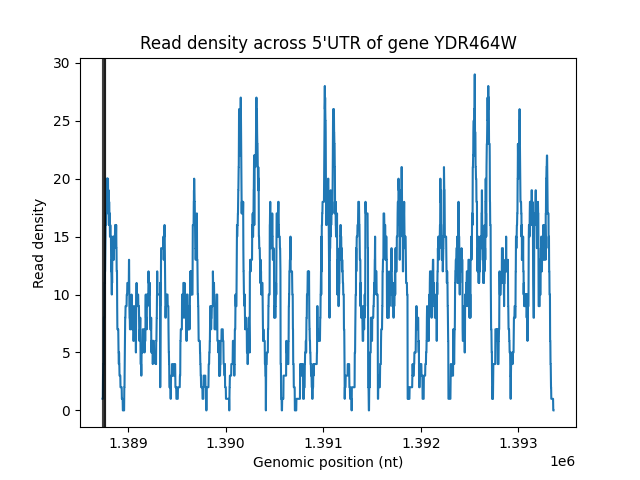 Read density across 5'UTR of gene YDR464W
30
25
20
15
10
5
0
Read density
1.389 1.390 1.391 1.392 1.393
1e6
Genomic position (nt)